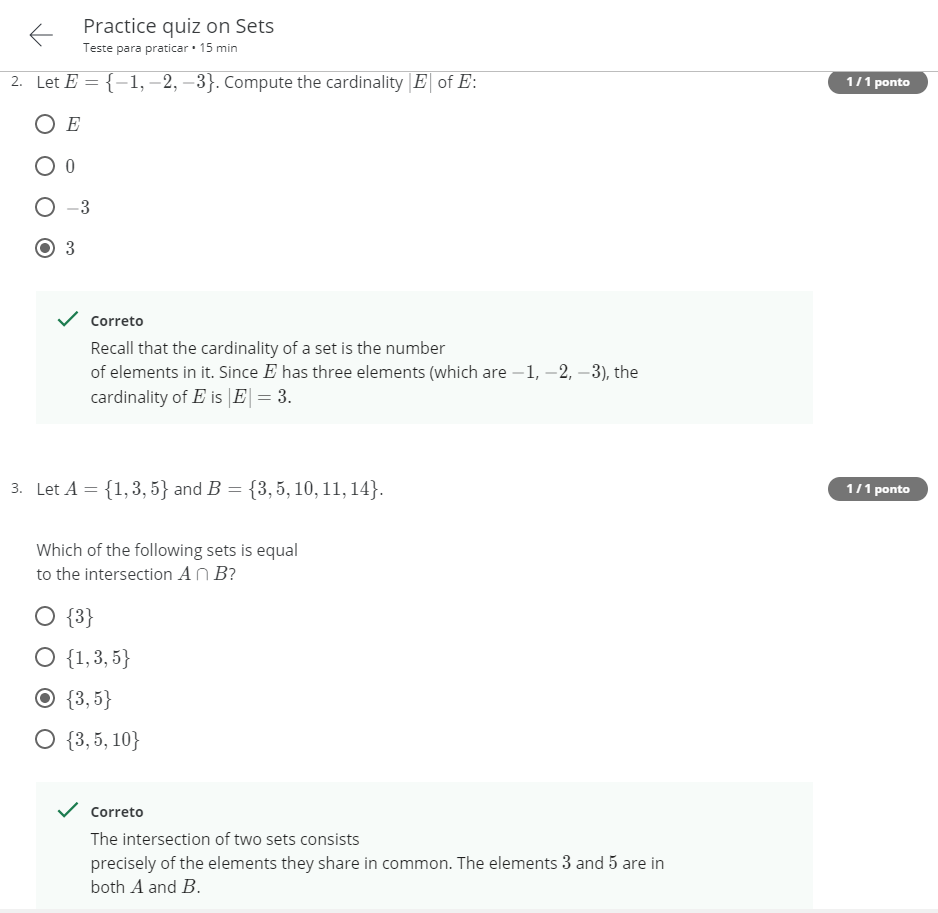 Practice quiz on Sets
Teste para praticar • 15 min
2. Let E = {−1, −2, −3}. Compute the cardinality |E| of E:
1 / 1 ponto
E
0
−3
3
Correto
Recall that the cardinality of a set is the number
of elements in it. Since E has three elements (which are −1, −2, −3), the
cardinality of E is |E| = 3.
3. Let A = {1, 3, 5} and B = {3, 5, 10, 11, 14}.
1 / 1 ponto
Which of the following sets is equal
to the intersection A ∩ B?
{3}
{1, 3, 5}
{3, 5}
{3, 5, 10}
Correto
The intersection of two sets consists
precisely of the elements they share in common. The elements 3 and 5 are in
both A and B.